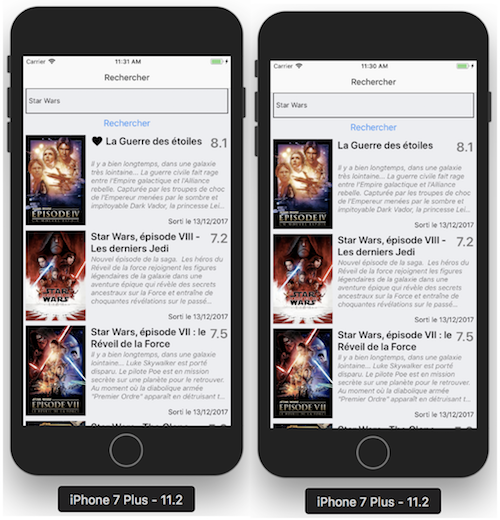 Carrier 11:31 AM
Rechercher
Star Wars
Rechercher
♥ La Guerre des étoiles 8.1
il y a bien longtemps, dans une galaxie
très lointaine... La guerre civile fait rage
entre l'Empire galactique et l'Alliance
rebelle. Capturée par les troupes de choc
de l'Empereur menées par le sombre et
impitoyable Dark Vador, la princesse Lei...
Sorti le 13/12/2017
EPISODE IV
Star Wars, épisode VIII - 7.2
Les derniers Jedi
Nouvel épisode de la saga. Les héros du
Réveil de la force rejoignent les figures
légendaires de la galaxie dans une
aventure épique qui révèle des secrets
ancestraux sur la Force et entraîne de
choquantes révélations sur le passé...
Sorti le 13/12/2017
STAR
WARS
Star Wars, épisode VII : le 7.5
Réveil de la Force
Il y a bien longtemps, dans une galaxie
lointaine... Luke Skywalker est porté
disparu. Le pilote Poe est en mission
secrète sur une planète pour le retrouver.
Au moment où la diabolique armée
"Premier Ordre" apparaît en détruisant t...
Sorti le 13/12/2017
EPISODE VII
iPhone 7 Plus - 11.2
Carrier 11:30 AM
Rechercher
Star Wars
Rechercher
La Guerre des étoiles 8.1
il y a bien longtemps, dans une galaxie
très lointaine... La guerre civile fait rage
entre l'Empire galactique et l'Alliance
rebelle. Capturée par les troupes de choc
de l'Empereur menées par le sombre et
impitoyable Dark Vador, la princesse Lei...
Sorti le 13/12/2017
EPISODE IV
Star Wars, épisode VIII - 7.2
Les derniers Jedi
Nouvel épisode de la saga. Les héros du
Réveil de la force rejoignent les figures
légendaires de la galaxie dans une
aventure épique qui révèle des secrets
ancestraux sur la Force et entraîne de
choquantes révélations sur le passé...
Sorti le 13/12/2017
STAR
WARS
Star Wars, épisode VII : le 7.5
Réveil de la Force
Il y a bien longtemps, dans une galaxie
lointaine... Luke Skywalker est porté
disparu. Le pilote Poe est en mission
secrète sur une planète pour le retrouver.
Au moment où la diabolique armée
"Premier Ordre" apparaît en détruisant t...
Sorti le 13/12/2017
EPISODE VII
iPhone 7 Plus - 11.2